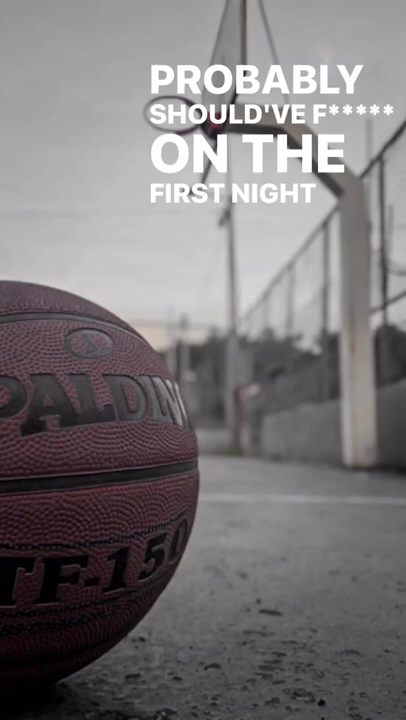 PROBABLY
SHOULD'VE F*****
ON THE
FIRST NIGHT
PALDIN
TF-150